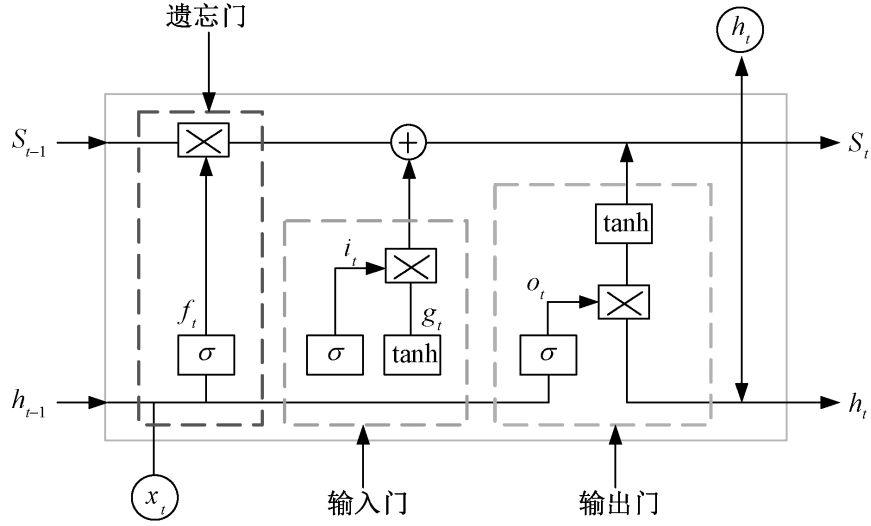 遗忘门
h_t
S_{t-1}
S_t
tanh
i_t
o_t
f_t
g_t
σ
σ
tanh
σ
h_{t-1}
h_t
x_t
输入门
输出门